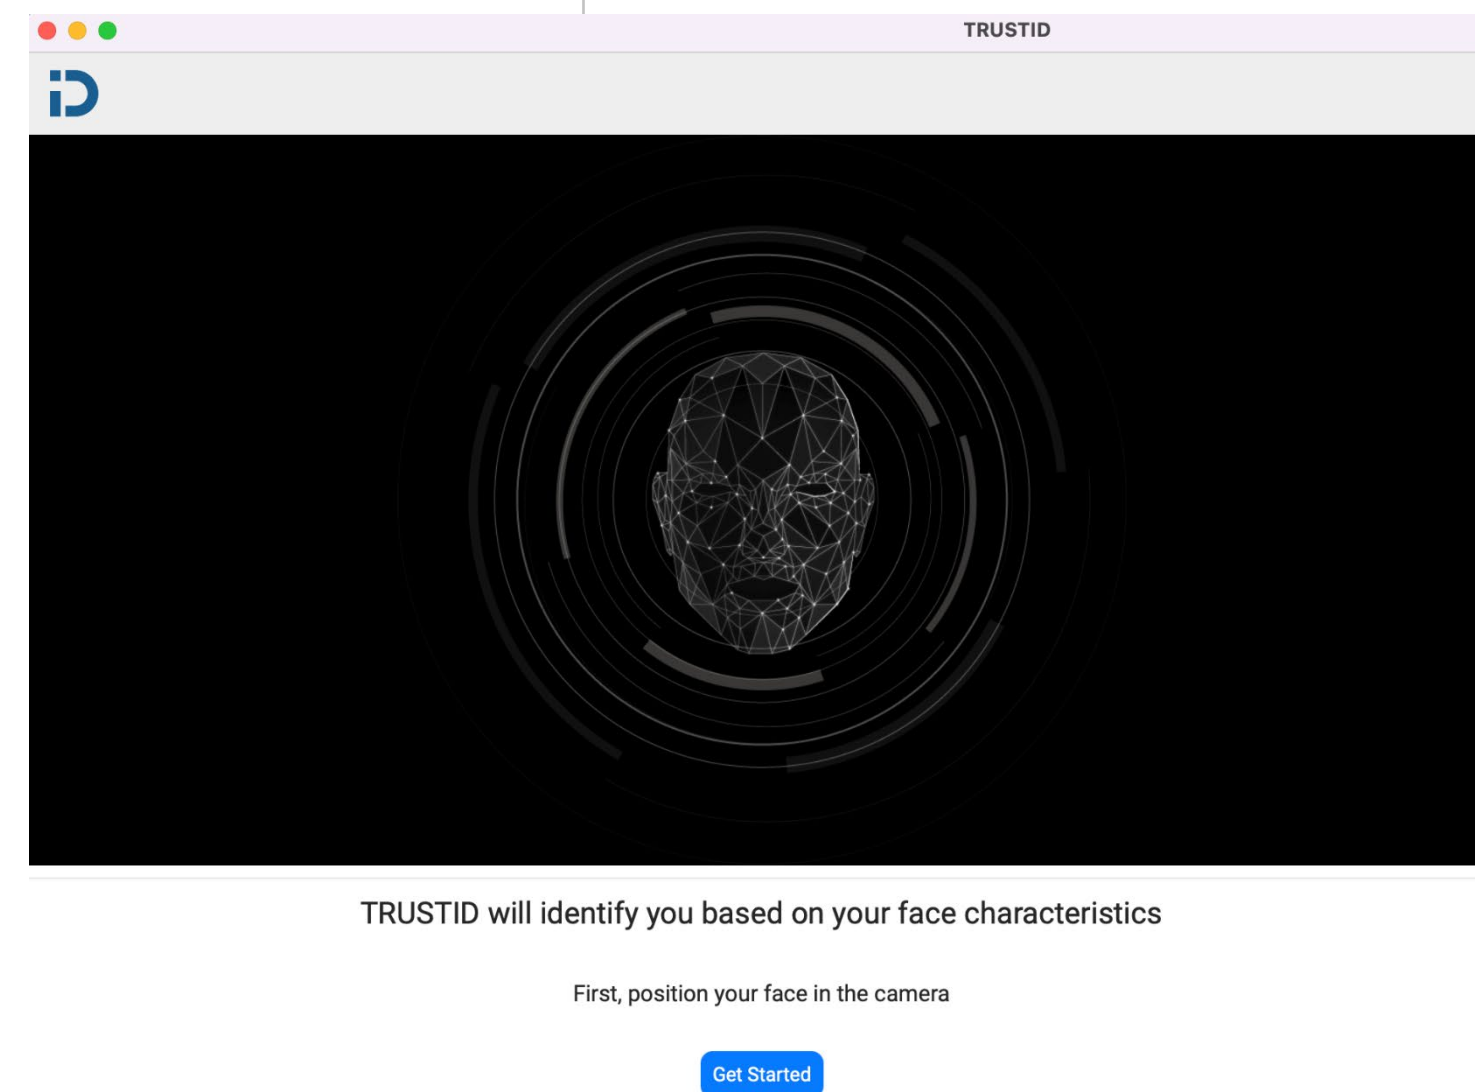 TRUSTID
iD
TRUSTID will identify you based on your face characteristics
First, position your face in the camera
Get Started